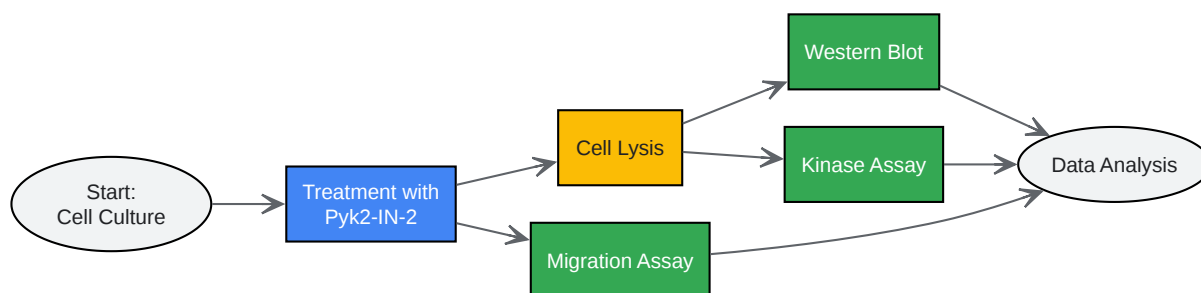 Start:
Cell Culture
Treatment with
Pyk2-IN-2
Cell Lysis
Migration Assay
Western Blot
Kinase Assay
Data Analysis